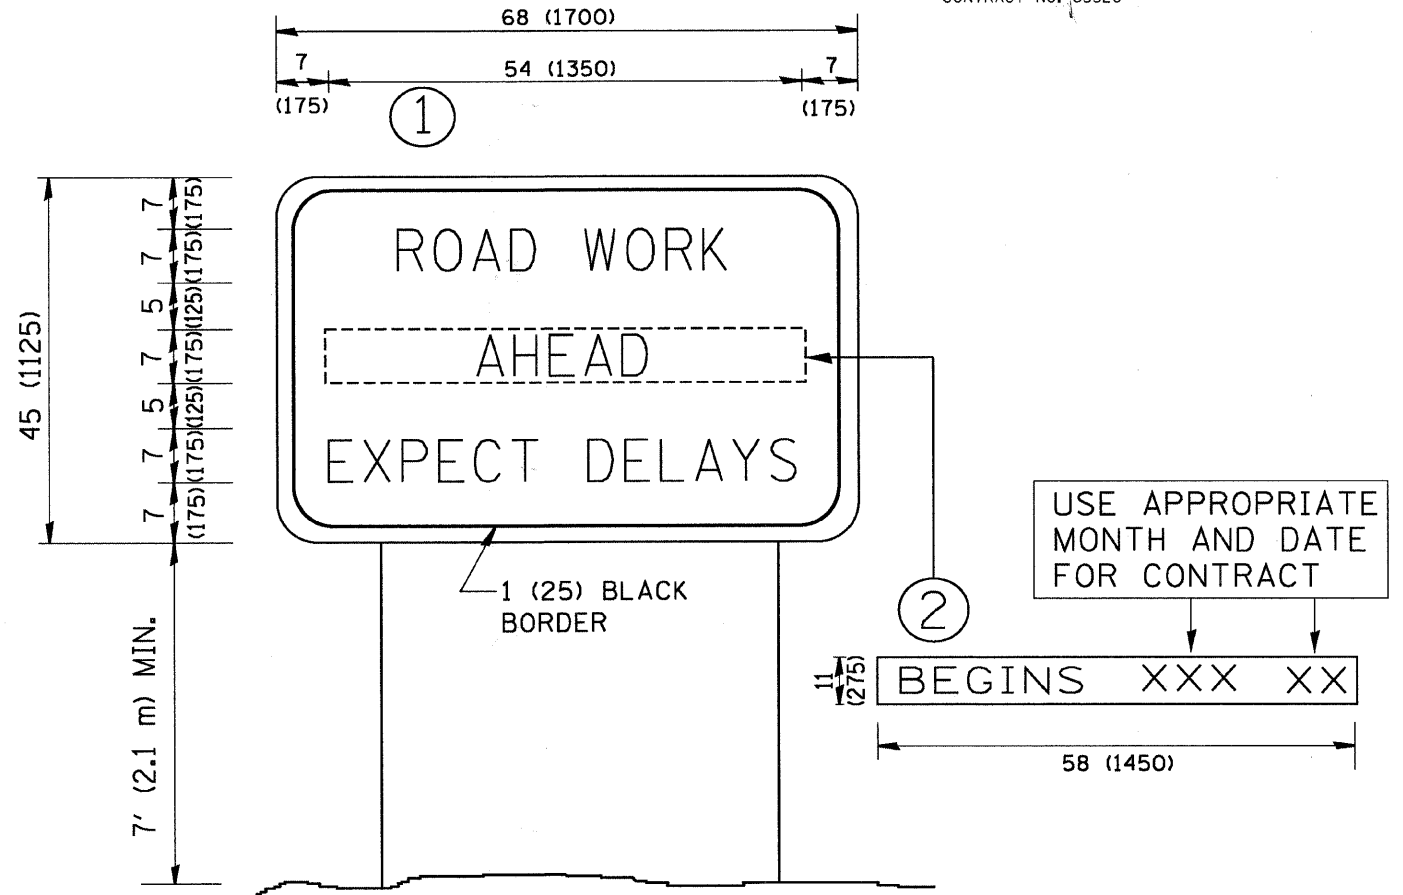 68 (1700)
7 54 (1350) 7
(175) (175)
1
45 (1125)
7 (175)
7 (175)
5 (125)
7 (175)
5 (125)
7 (175)
7 (175)
ROAD WORK
AHEAD
EXPECT DELAYS
1 (25) BLACK
BORDER
7' (2.1 m) MIN.
USE APPROPRIATE
MONTH AND DATE
FOR CONTRACT
2
11
(275)
BEGINS XXX XX
58 (1450)